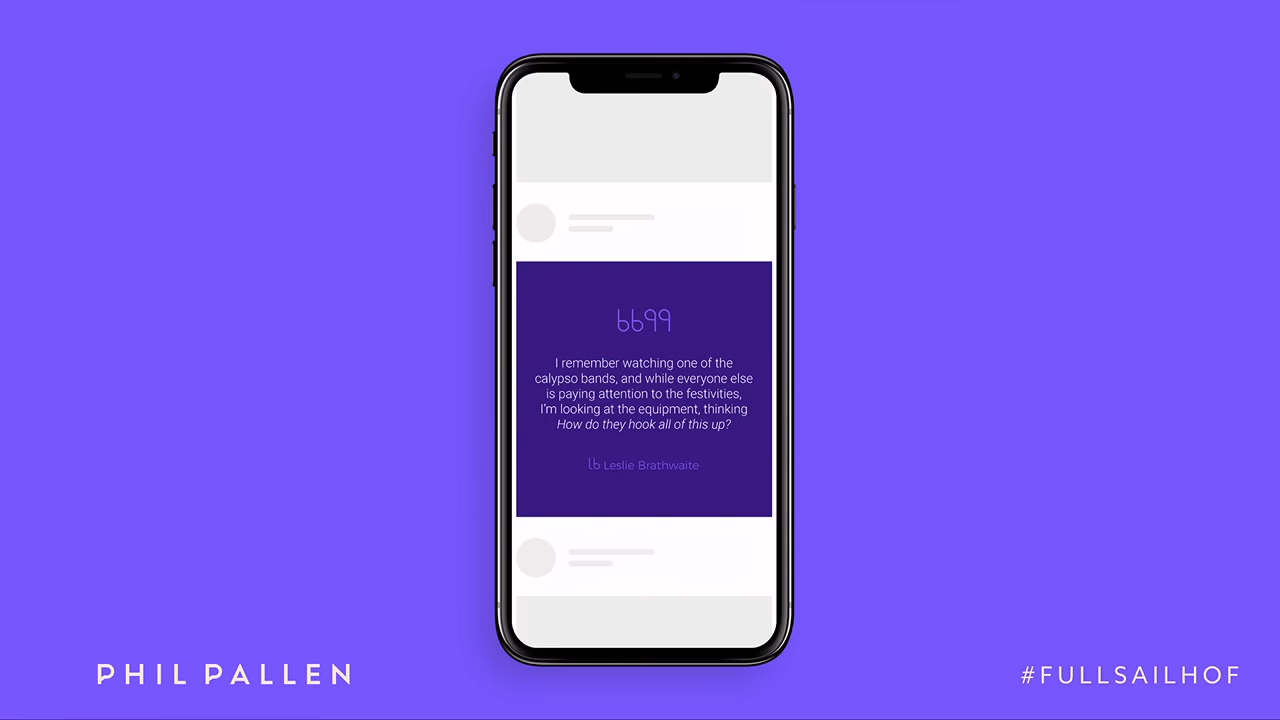 I remember watching one of the
calypso bands, and while everyone else
is paying attention to the festivities,
I'm looking at the equipment, thinking
How do they hook all of this up?
lb Leslie Brathwaite
PHIL PALLEN
#FULLSAILHOF